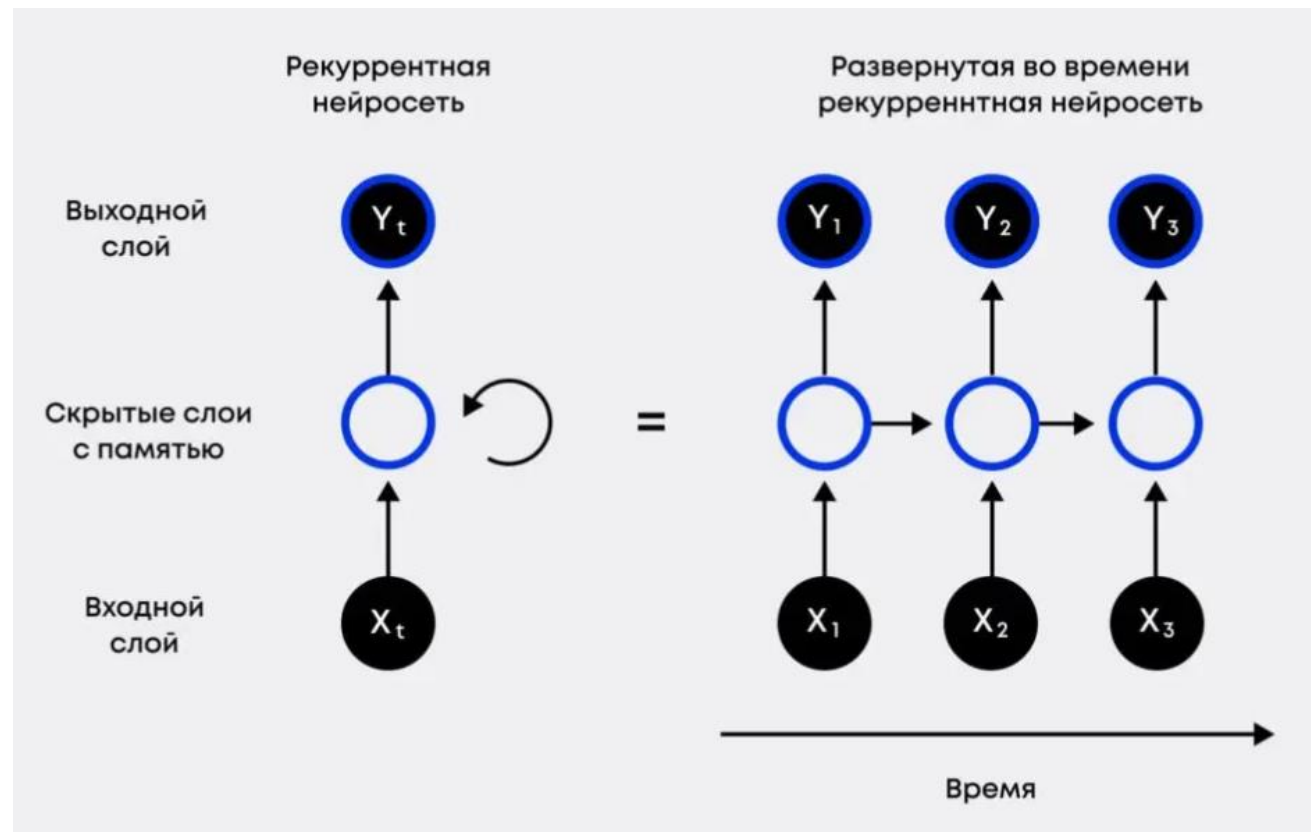 Рекуррентная
нейросеть
Развернутая во времени
рекурреннтная нейросеть
Выходной
слой
Yt
Y1
Y2
Y3
Скрытые слои
с памятью
=
Входной
слой
Xt
X1
X2
X3
Время